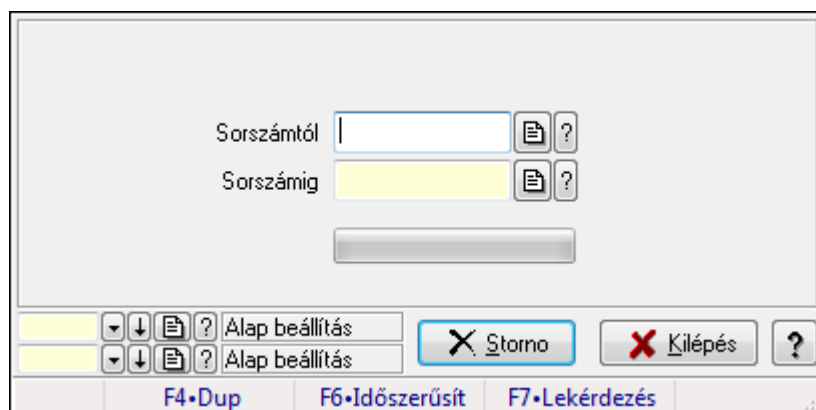 Sorszámtól ?
Sorszámig ?
? Alap beállítás
? Alap beállítás
Storno Kilépés ?
F4•Dup F6•Időszerűsít F7•Lekérdezés